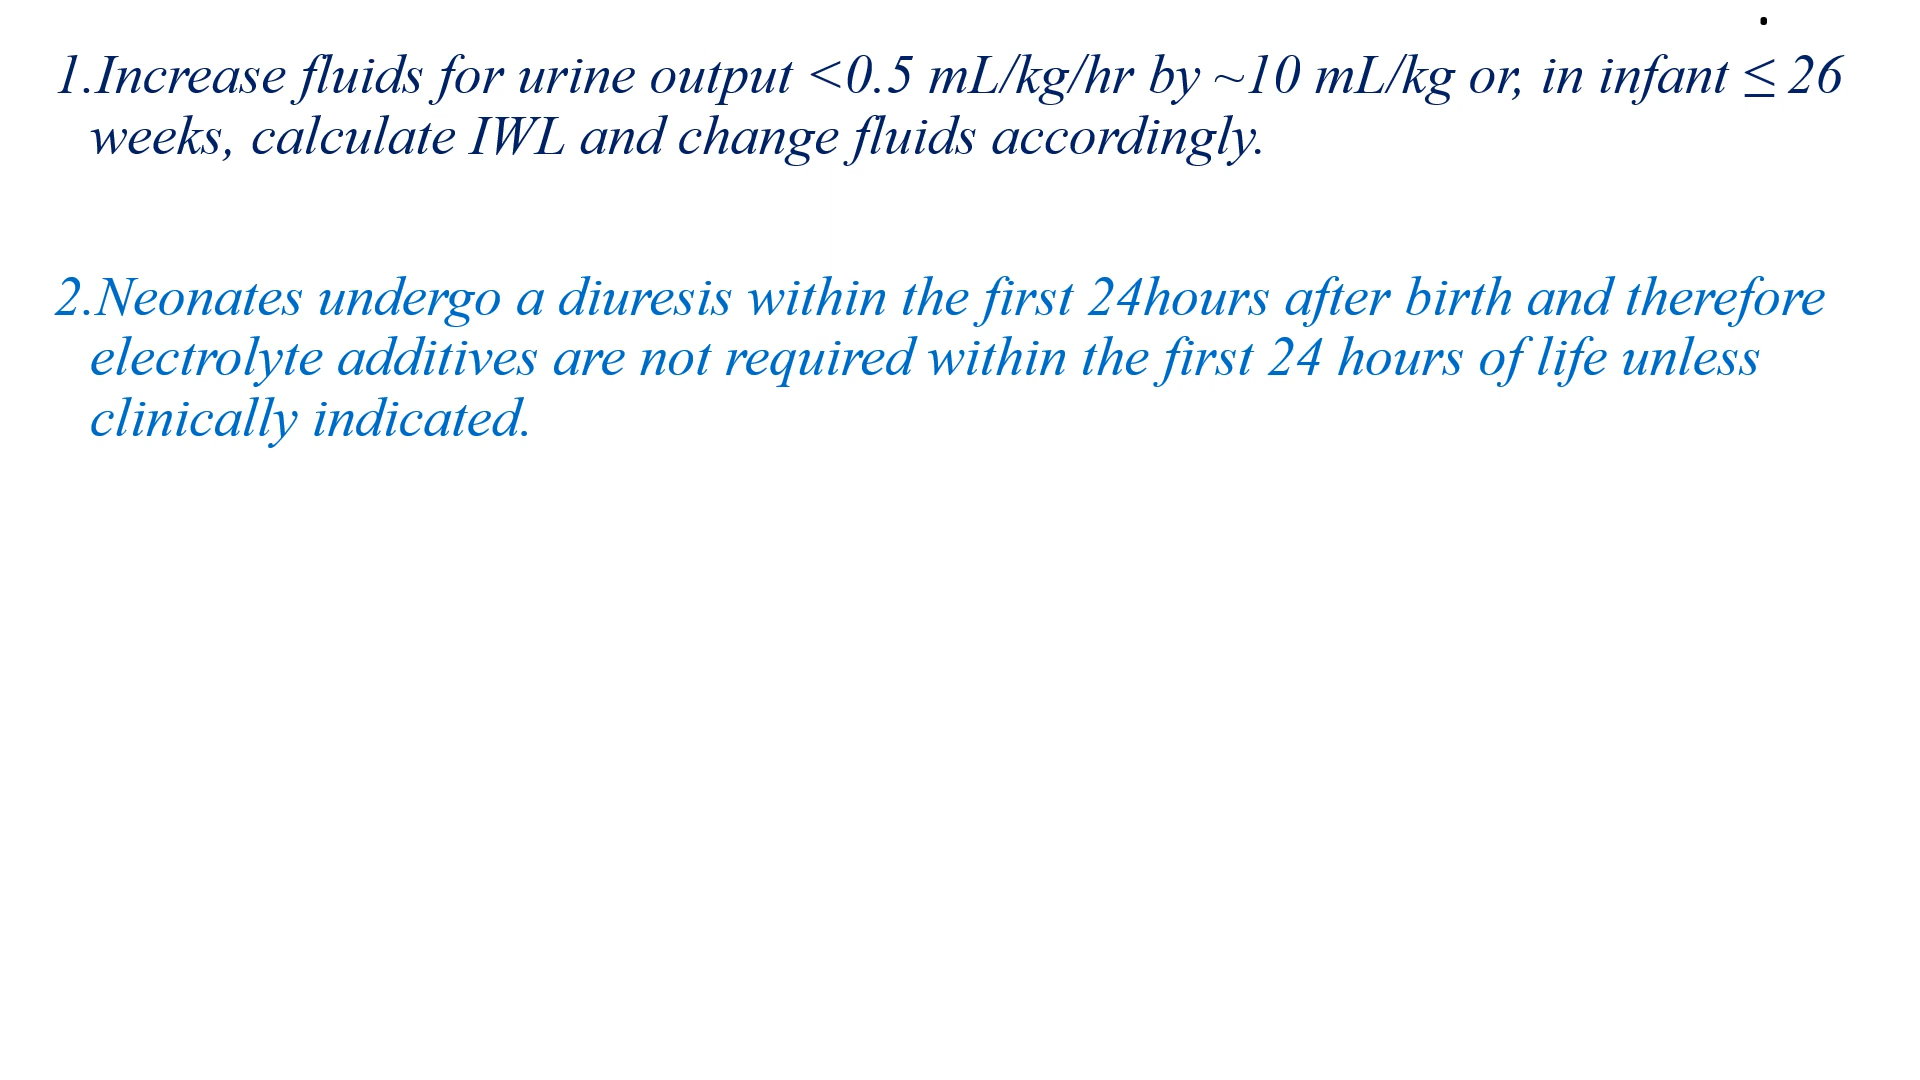 1.Increase fluids for urine output <0.5 mL/kg/hr by ~10 mL/kg or, in infant ≤ 26
weeks, calculate IWL and change fluids accordingly.
2.Neonates undergo a diuresis within the first 24hours after birth and therefore
electrolyte additives are not required within the first 24 hours of life unless
clinically indicated.